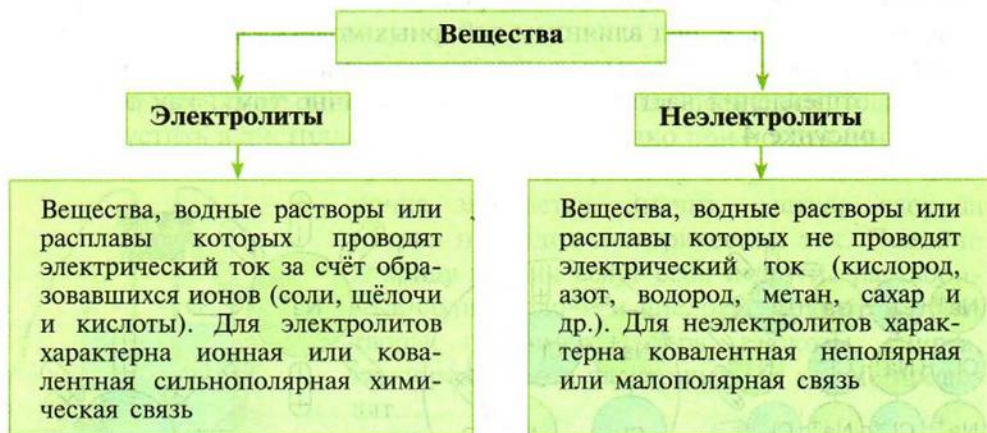 Вещества
Электролиты
Неэлектролиты
Вещества, водные растворы или
расплавы которых проводят
электрический ток за счёт обра-
зовавшихся ионов (соли, щёлочи
и кислоты). Для электролитов
характерна ионная или кова-
лентная сильнополярная хими-
ческая связь
Вещества, водные растворы или
расплавы которых не проводят
электрический ток (кислород,
азот, водород, метан, сахар и
др.). Для неэлектролитов харак-
терна ковалентная неполярная
или малополярная связь